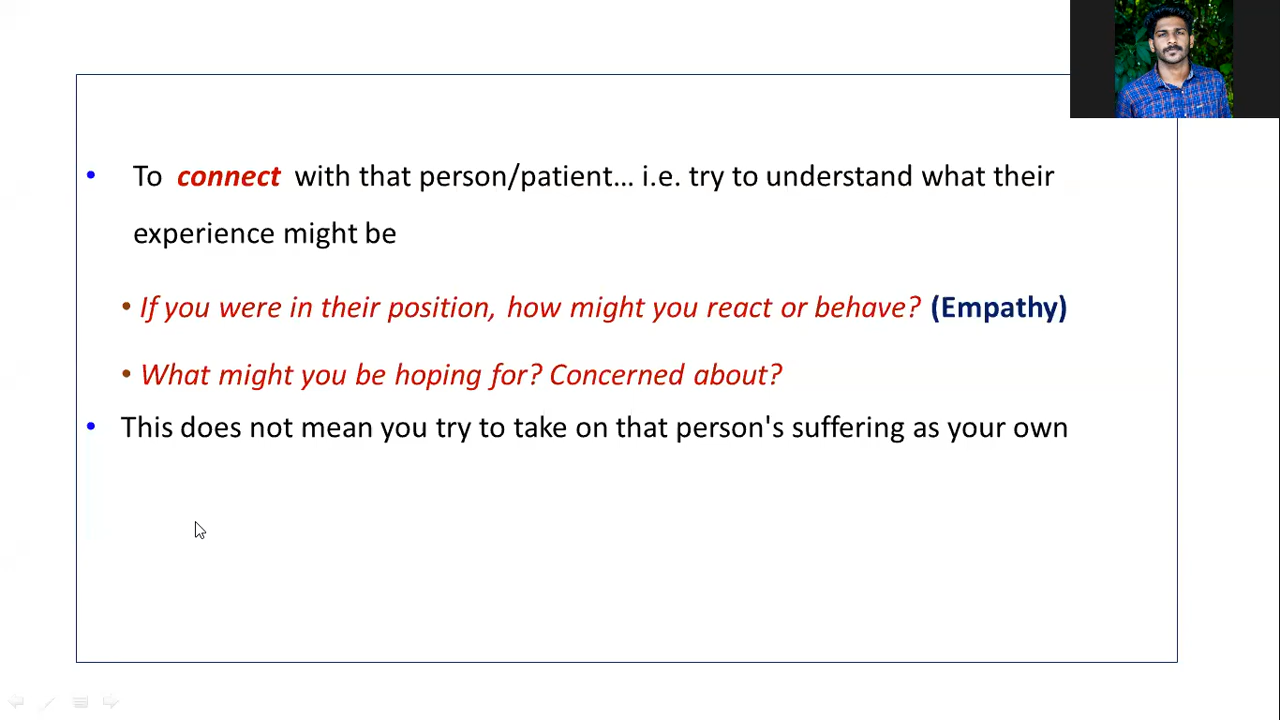 • To connect with that person/patient... i.e. try to understand what their
experience might be
• If you were in their position, how might you react or behave? (Empathy)
• What might you be hoping for? Concerned about?
• This does not mean you try to take on that person's suffering as your own